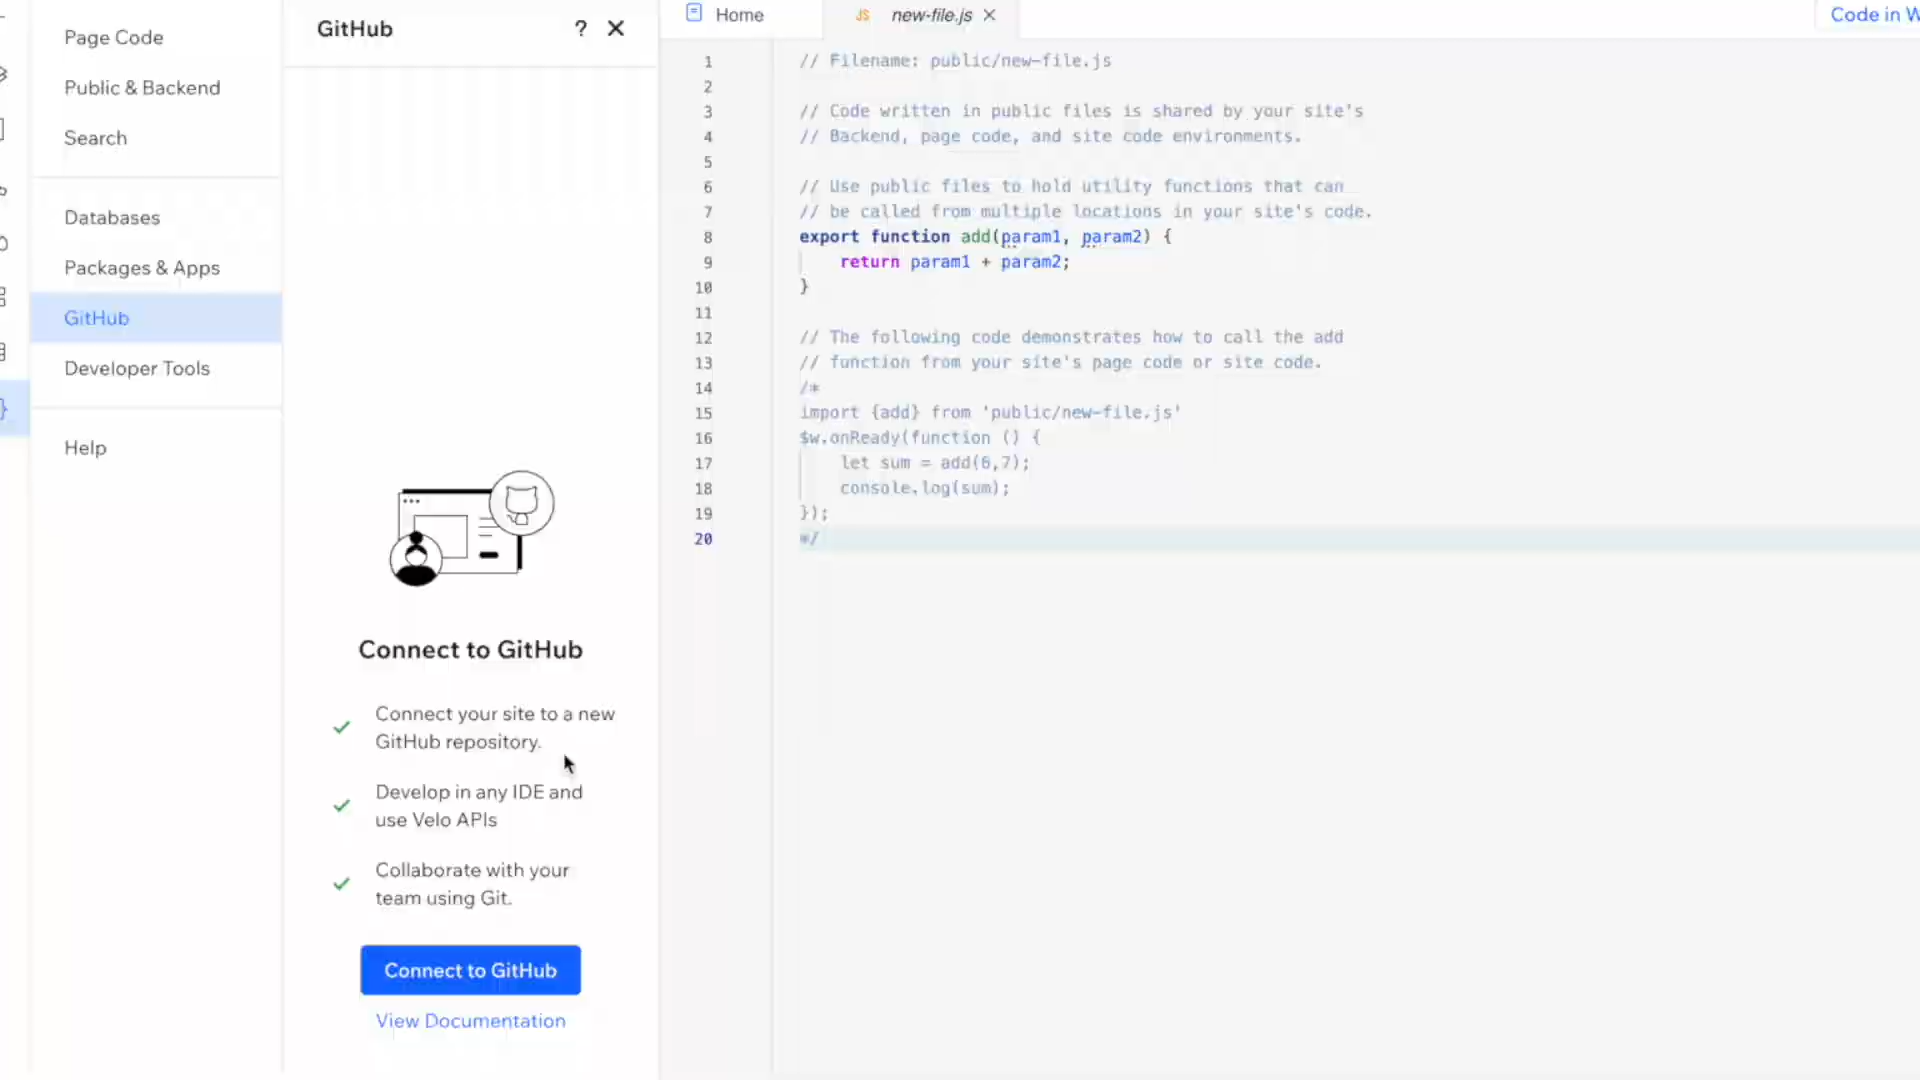 Page Code
Public & Backend
Search
Databases
Packages & Apps
GitHub
Developer Tools
Help
GitHub
?
Connect to GitHub
Connect your site to a new
GitHub repository.
Develop in any IDE and
use Velo APIs
Collaborate with your
team using Git.
Connect to GitHub
View Documentation
Home
JS new-file.js
Code in W
1 // Filename: public/new-file.js
2
3 // Code written in public files is shared by your site's
4 // Backend, page code, and site code environments.
5
6 // Use public files to hold utility functions that can
7 // be called from multiple locations in your site's code.
8 export function add(param1, param2) {
9 return param1 + param2;
10 }
11
12 // The following code demonstrates how to call the add
13 // function from your site's page code or site code.
14 /*
15 import {add} from 'public/new-file.js'
16 $w.onReady(function () {
17 let sum = add(6,7);
18 console.log(sum);
19 });
20 */